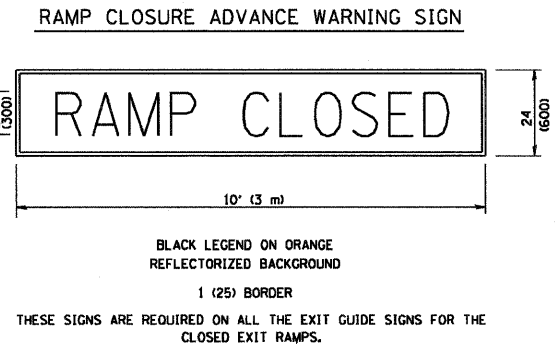 RAMP CLOSURE ADVANCE WARNING SIGN
RAMP CLOSED
(300)
24
(600)
10' (3 m)
BLACK LEGEND ON ORANGE
REFLECTORIZED BACKGROUND
1 (25) BORDER
THESE SIGNS ARE REQUIRED ON ALL THE EXIT GUIDE SIGNS FOR THE
CLOSED EXIT RAMPS.